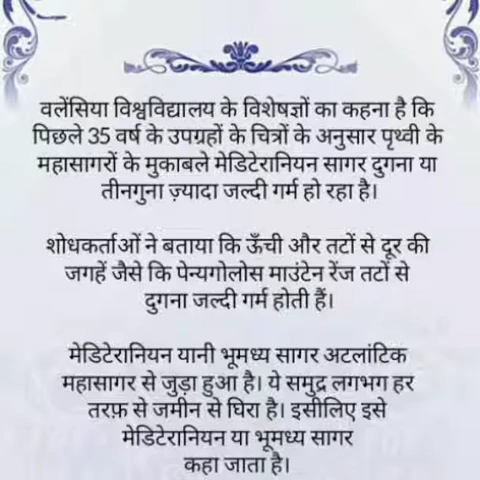 वलेंसिया विश्वविद्यालय के विशेषज्ञों का कहना है कि
पिछले 35 वर्ष के उपग्रहों के चित्रों के अनुसार पृथ्वी के
महासागरों के मुकाबले मेडिटेरानियन सागर दुगना या
तीनगुना ज़्यादा जल्दी गर्म हो रहा है।
शोधकर्ताओं ने बताया कि ऊँची और तटों से दूर की
जगहें जैसे कि पेन्यगोलोस माउंटेन रेंज तटों से
दुगना जल्दी गर्म होती हैं।
मेडिटेरानियन यानी भूमध्य सागर अटलांटिक
महासागर से जुड़ा हुआ है। ये समुद्र लगभग हर
तरफ़ से जमीन से घिरा है। इसीलिए इसे
मेडिटेरानियन या भूमध्य सागर
कहा जाता है।